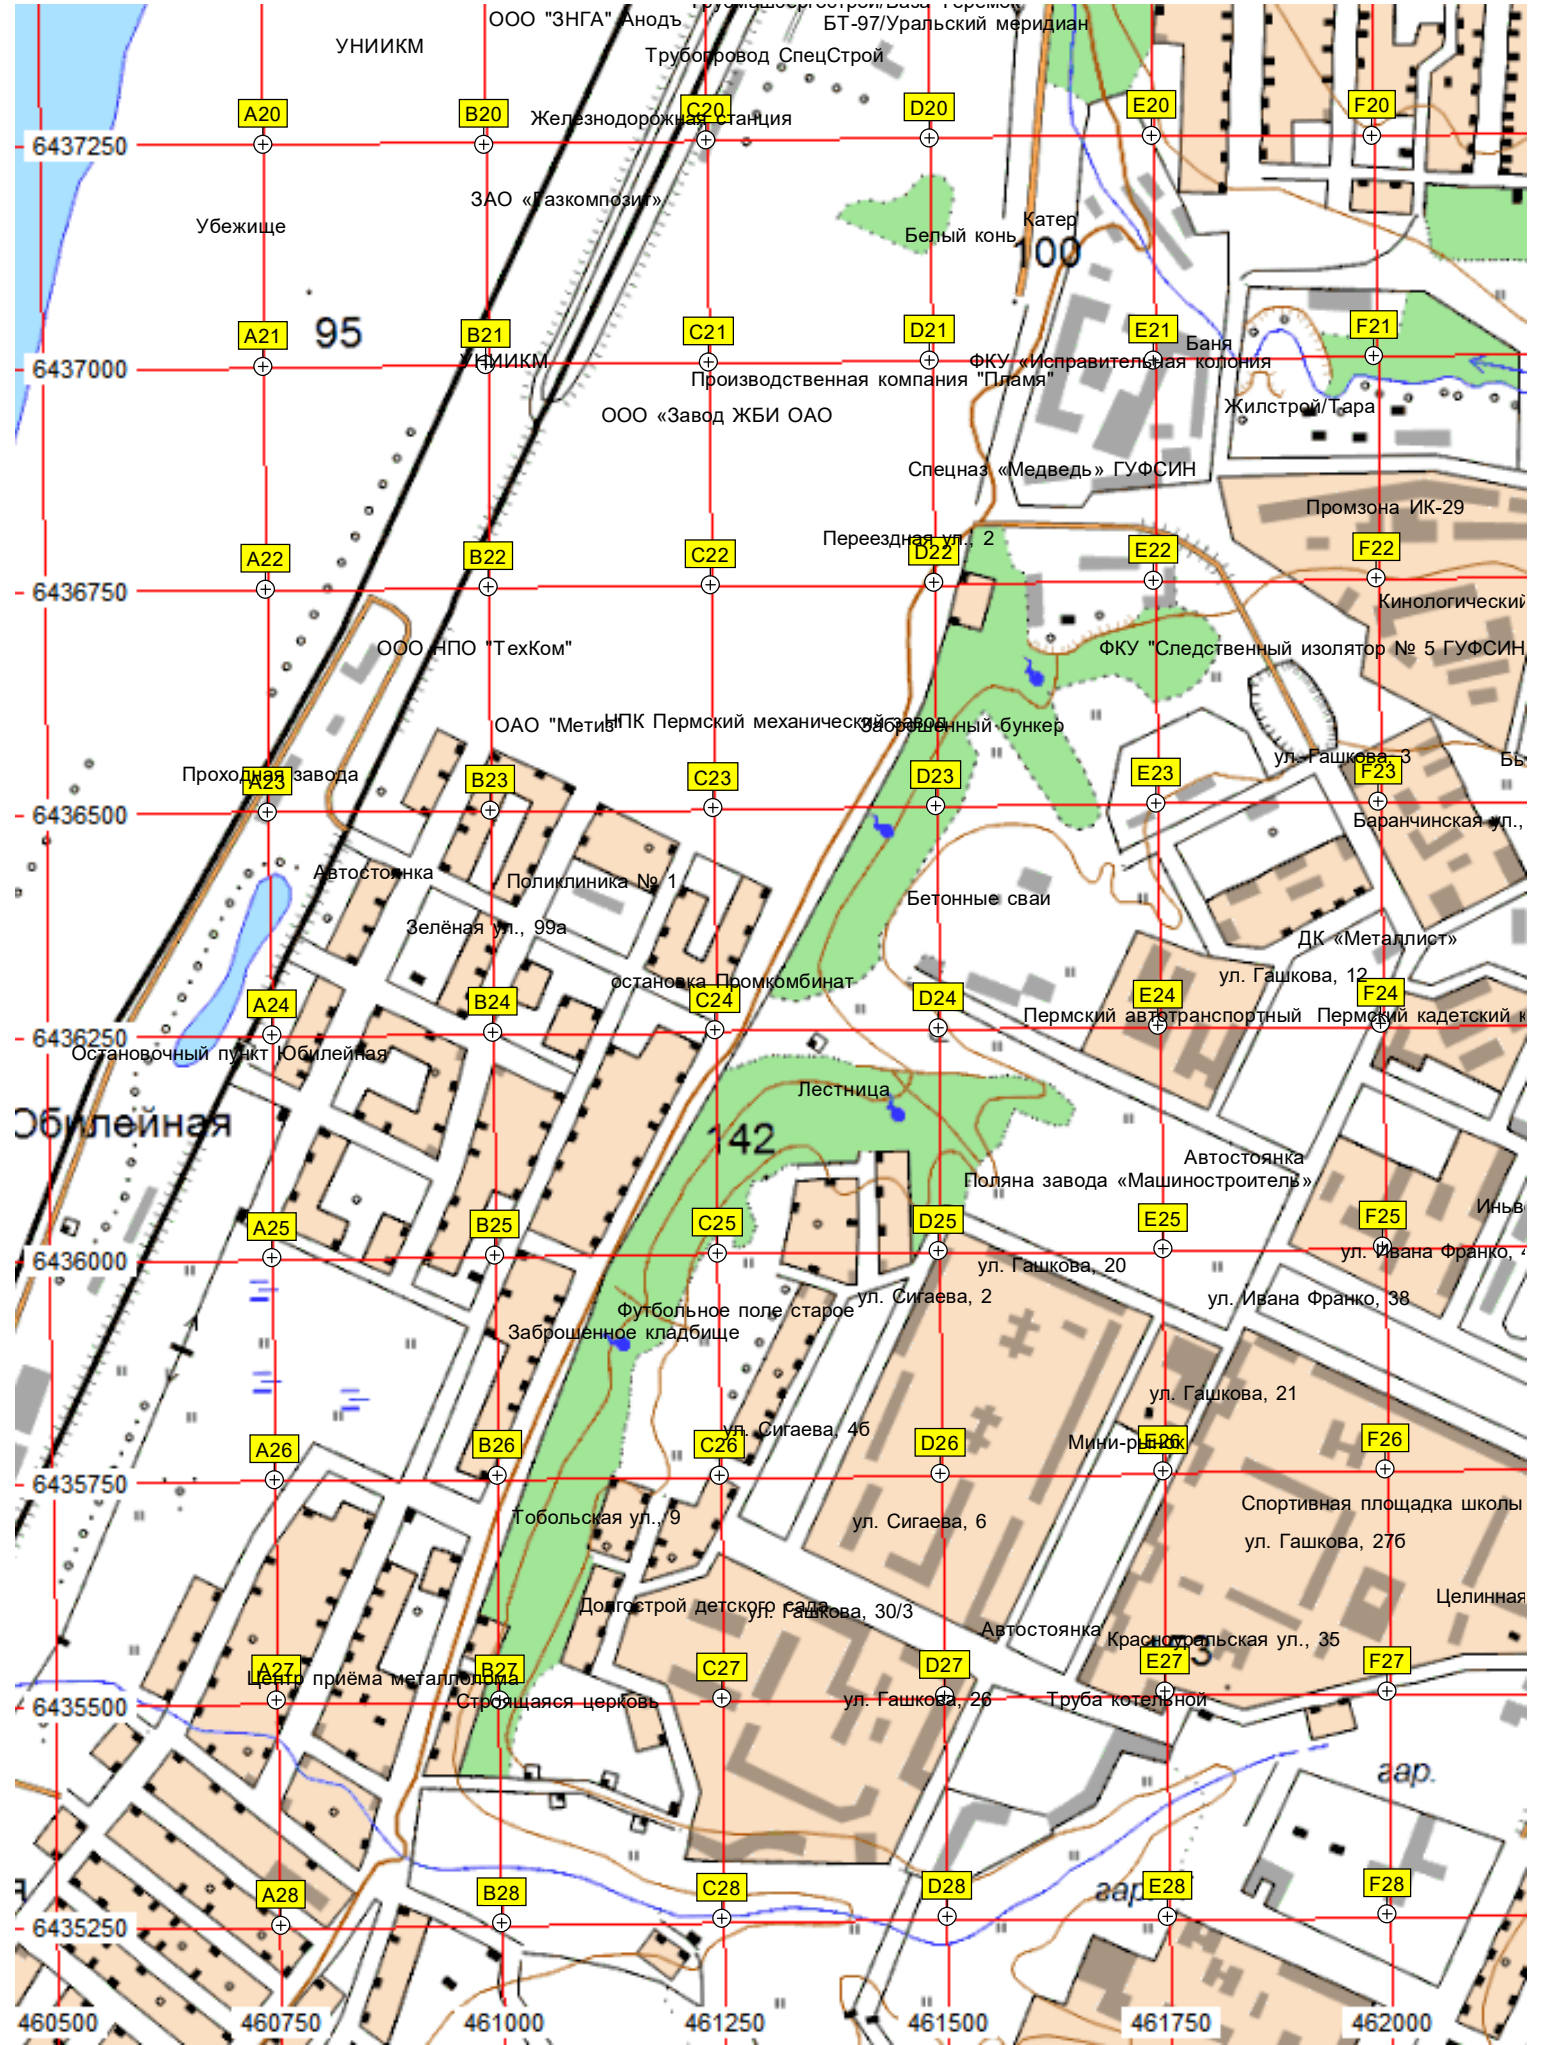 ООО "ЗНГА" Анодъ
БТ-97/Уральский меридиан
УНИИКМ
Трубопровод СпецСтрой
A20
B20
C20
D20
E20
F20
Железнодорожная станция
6437250
ЗАО «Газкомпозит»
Убежище
Катер
Белый конь
100
95
A21
B21
C21
D21
E21
F21
Баня
6437000
УНИИКМ
ФКУ «Исправительная колония
Производственная компания "Пламя"
ООО «Завод ЖБИ ОАО
Жилстрой/Тара
Спецназ «Медведь» ГУФСИН
Промзона ИК-29
Переездная ул., 2
A22
B22
C22
D22
E22
F22
6436750
Кинологический
ООО НПО "ТехКом"
ФКУ "Следственный изолятор № 5 ГУФСИН
ОАО "Метиз"
НПК Пермский механический завод
Заброшенный бункер
ул. Гашкова, 3
Бы
Проходная завода
A23
B23
C23
D23
E23
F23
6436500
Баранчинская ул.,
Автостоянка
Поликлиника № 1
Бетонные сваи
Зелёная ул., 99а
ДК «Металлист»
ул. Гашкова, 12
остановка Промкомбинат
A24
B24
C24
D24
E24
F24
Пермский автотранспортный
Пермский кадетский к
6436250
Остановочный пункт Юбилейная
Лестница
Юбилейная
142
Автостоянка
Поляна завода «Машиностроитель»
Иньв
A25
B25
C25
D25
E25
F25
6436000
ул. Ивана Франко, 4
ул. Гашкова, 20
ул. Сигаева, 2
ул. Ивана Франко, 38
Футбольное поле старое
Заброшенное кладбище
ул. Гашкова, 21
ул. Сигаева, 4б
Мини-рынок
A26
B26
C26
D26
E26
F26
6435750
Спортивная площадка школы
Тобольская ул., 9
ул. Сигаева, 6
ул. Гашкова, 27б
Целинная
Долгострой детского сада
ул. Гашкова, 30/3
Автостоянка
Красноуральская ул., 35
A27
B27
C27
D27
E27
F27
Центр приёма металлолома
6435500
Строящаяся церковь
ул. Гашкова, 26
Труба котельной
гар.
гар.
A28
B28
C28
D28
E28
F28
6435250
460500
460750
461000
461250
461500
461750
462000